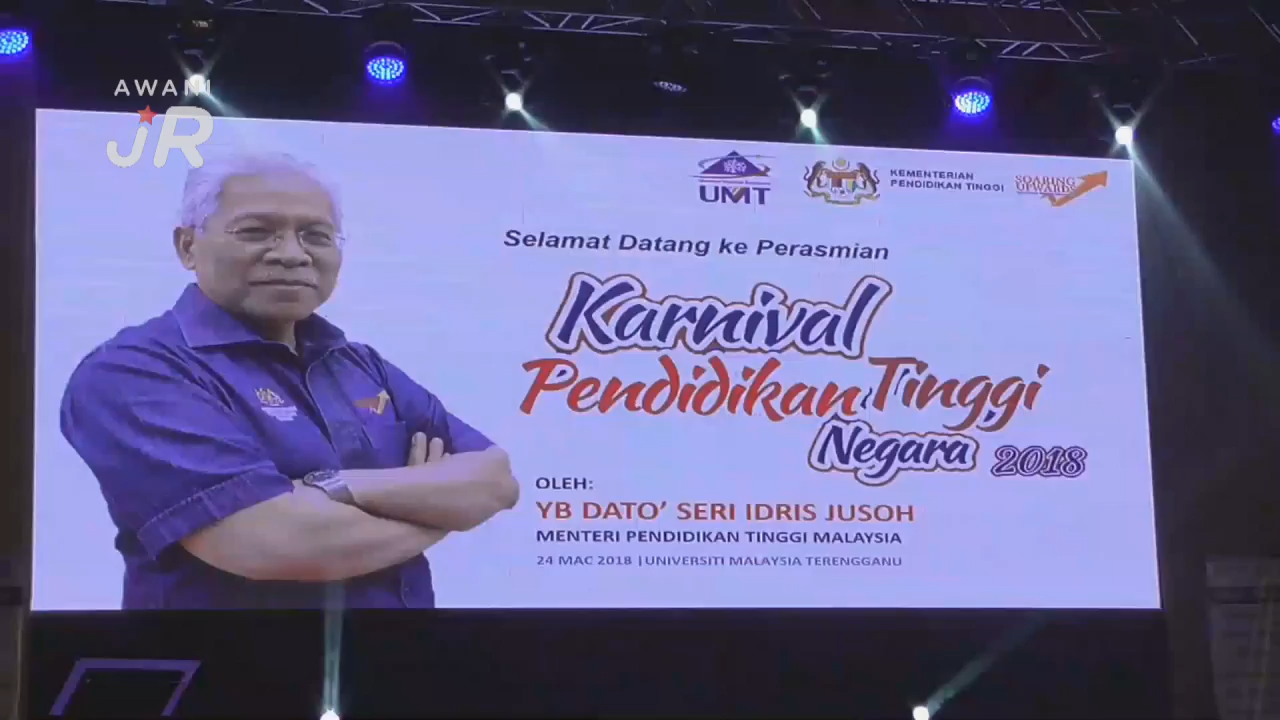 AWANI
JR
UMT
KEMENTERIAN
PENDIDIKAN TINGGI
SOARING
UPWARDS
Selamat Datang ke Perasmian
Karnival
Pendidikan Tinggi
Negara 2018
OLEH:
YB DATO' SERI IDRIS JUSOH
MENTERI PENDIDIKAN TINGGI MALAYSIA
24 MAC 2018 | UNIVERSITI MALAYSIA TERENGGANU